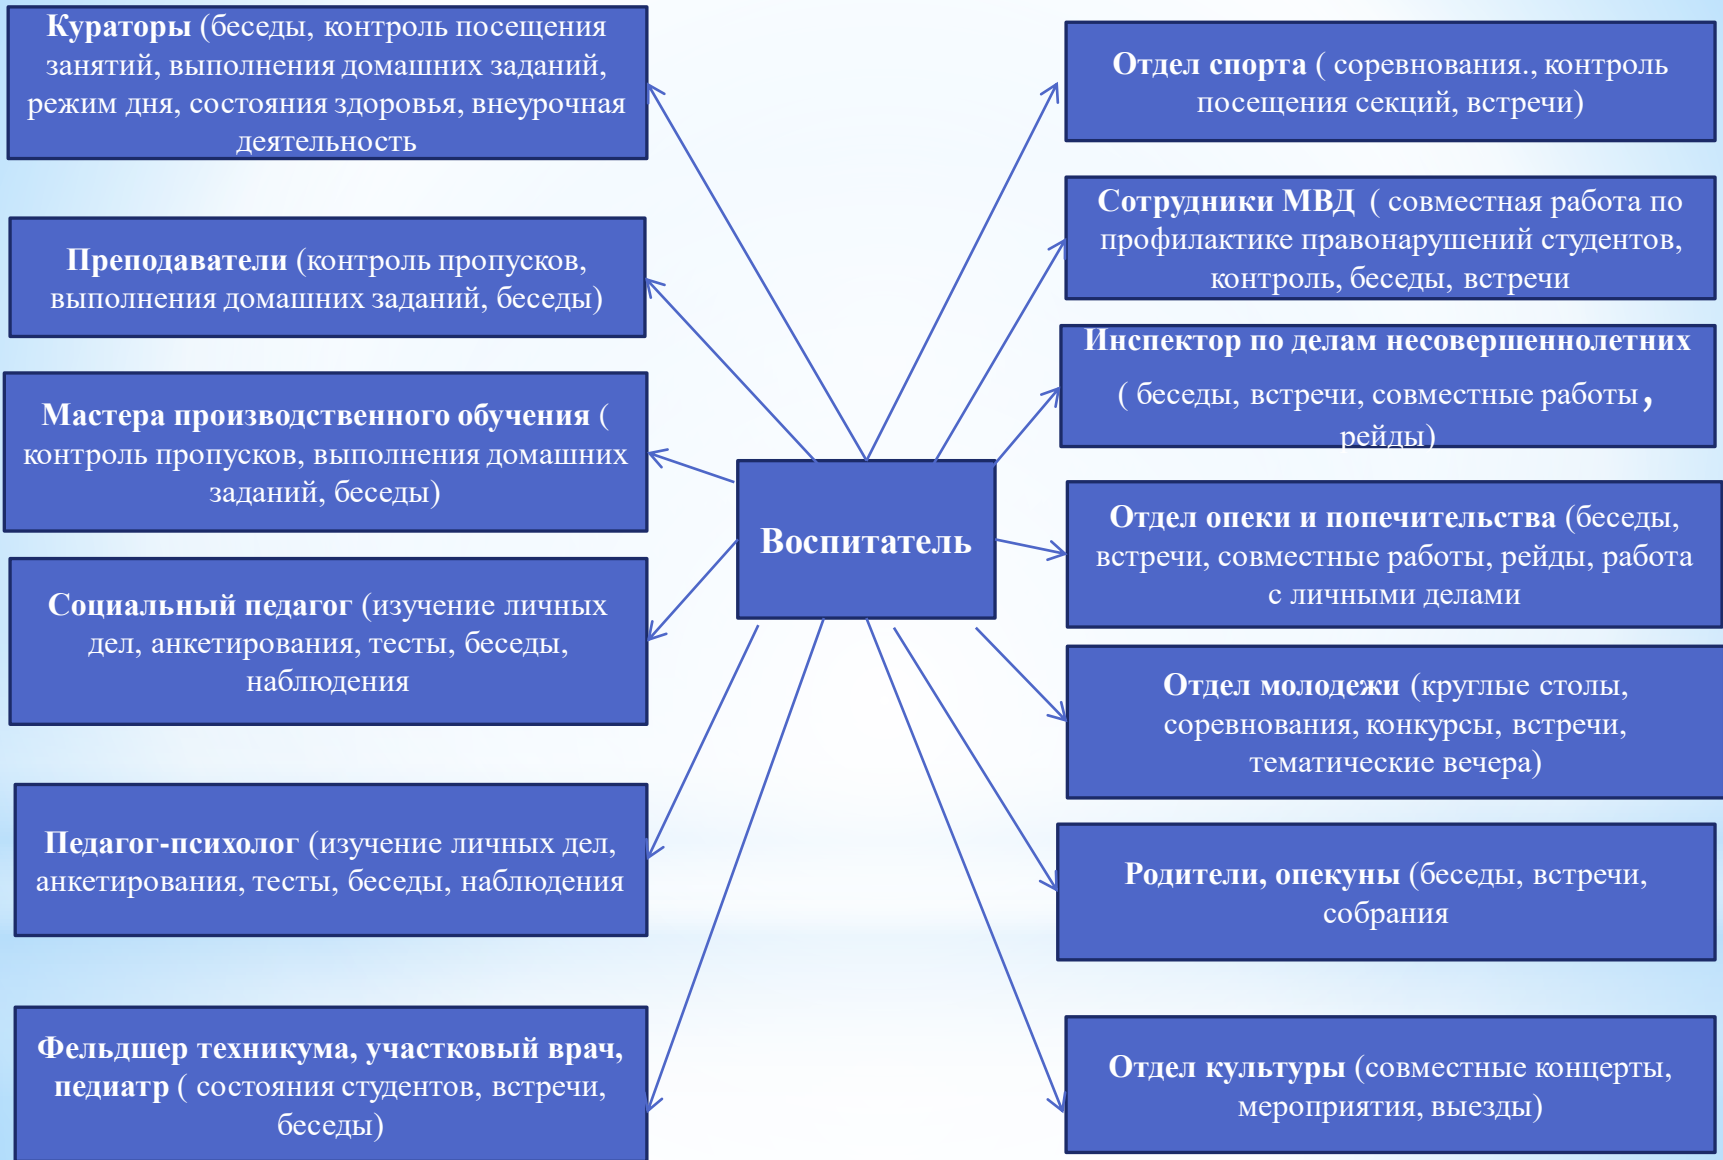 Кураторы (беседы, контроль посещения
занятий, выполнения домашних заданий,
режим дня, состояния здоровья, внеурочная
деятельность
Преподаватели (контроль пропусков,
выполнения домашних заданий, беседы)
Мастера производственного обучения (
контроль пропусков, выполнения домашних
заданий, беседы)
Социальный педагог (изучение личных
дел, анкетирования, тесты, беседы,
наблюдения
Педагог-психолог (изучение личных дел,
анкетирования, тесты, беседы, наблюдения
Фельдшер техникума, участковый врач,
педиатр ( состояния студентов, встречи,
беседы)
Воспитатель
Отдел спорта ( соревнования., контроль
посещения секций, встречи)
Сотрудники МВД ( совместная работа по
профилактике правонарушений студентов,
контроль, беседы, встречи
Инспектор по делам несовершеннолетних
( беседы, встречи, совместные работы,
рейды)
Отдел опеки и попечительства (беседы,
встречи, совместные работы, рейды, работа
с личными делами
Отдел молодежи (круглые столы,
соревнования, конкурсы, встречи,
тематические вечера)
Родители, опекуны (беседы, встречи,
собрания
Отдел культуры (совместные концерты,
мероприятия, выезды)